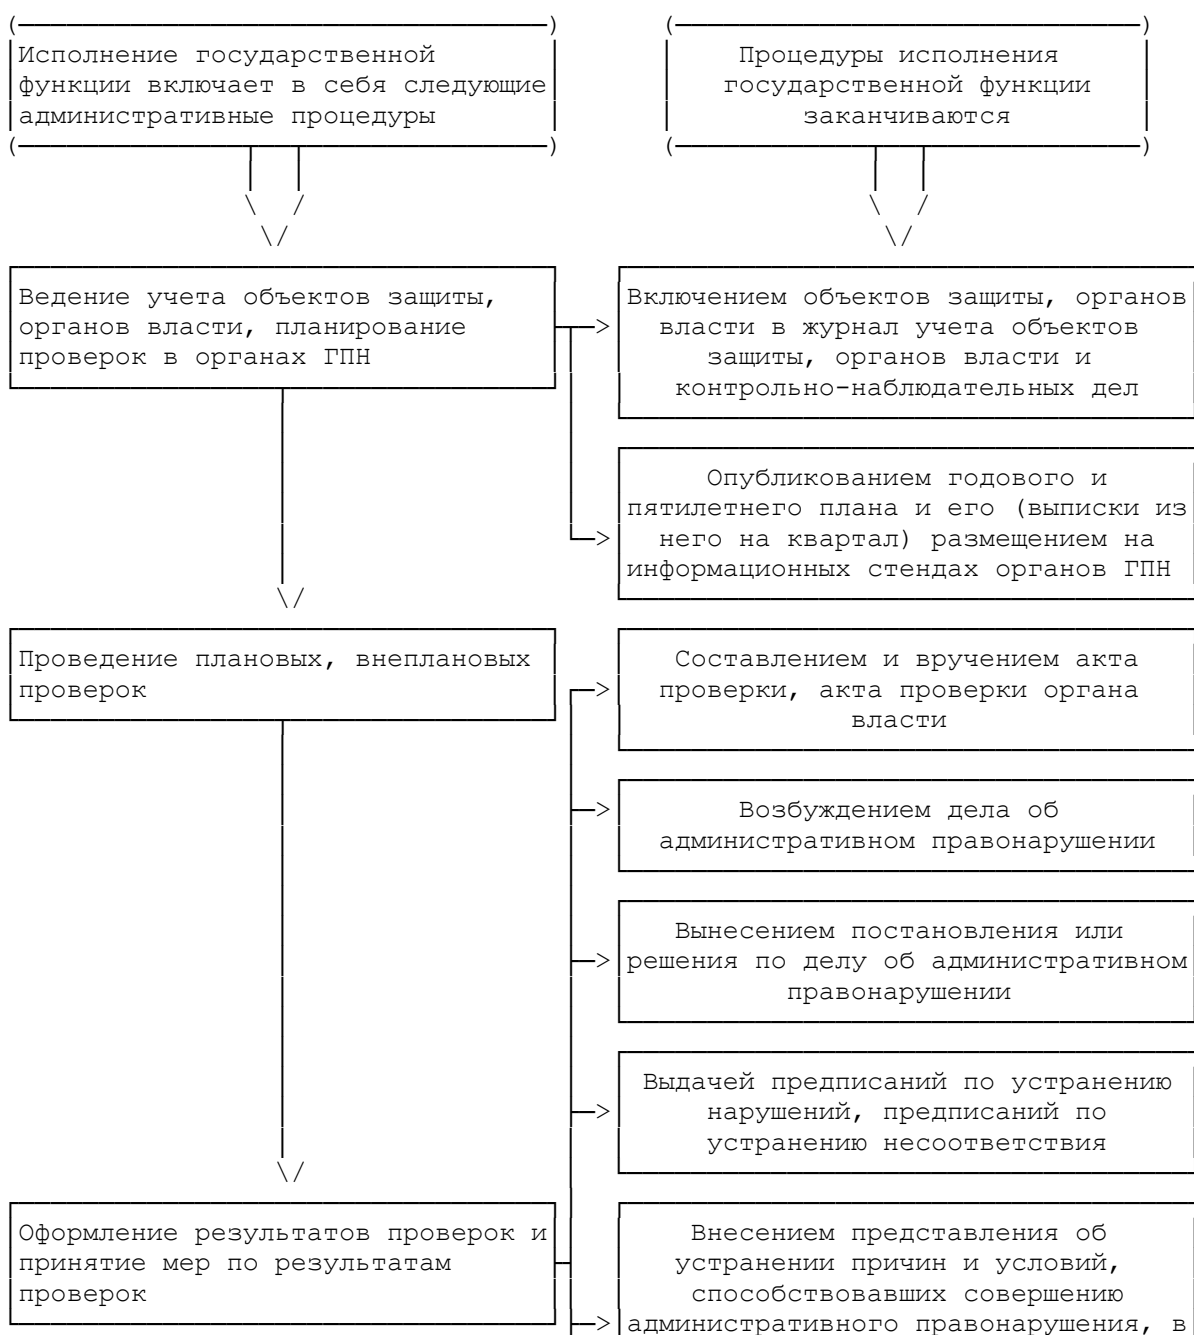 Исполнение государственной
функции включает в себя следующие
административные процедуры
Процедуры исполнения
государственной функции
заканчиваются
Ведение учета объектов защиты,
органов власти, планирование
проверок в органах ГПН
Включением объектов защиты, органов
власти в журнал учета объектов
защиты, органов власти и
контрольно-наблюдательных дел
Опубликованием годового и
пятилетнего плана и его (выписки из
него на квартал) размещением на
информационных стендах органов ГПН
Проведение плановых, внеплановых
проверок
Составлением и вручением акта
проверки, акта проверки органа
власти
Возбуждением дела об
административном правонарушении
Вынесением постановления или
решения по делу об административном
правонарушении
Выдачей предписаний по устранению
нарушений, предписаний по
устранению несоответствия
Оформление результатов проверок и
принятие мер по результатам
проверок
Внесением представления об
устранении причин и условий,
способствовавших совершению
административного правонарушения, в